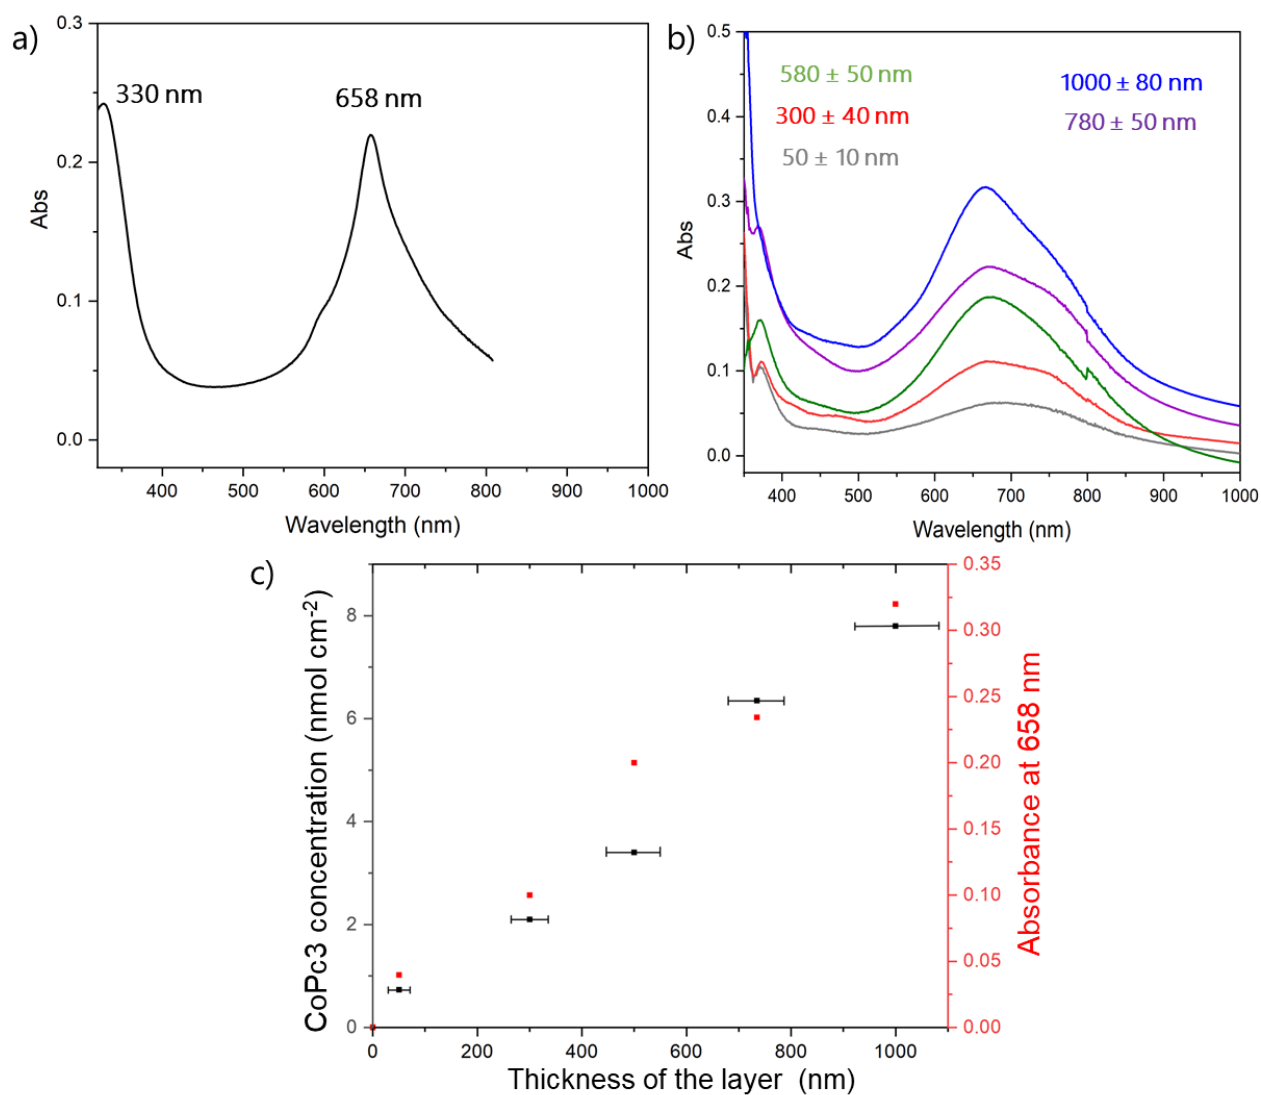 a)
0.3
0.2
0.1
0.0
Abs
330 nm
658 nm
400 500 600 700 800 900 1000
Wavelength (nm)
b)
0.5
0.4
0.3
0.2
0.1
0.0
Abs
580 ± 50 nm
300 ± 40 nm
50 ± 10 nm
1000 ± 80 nm
780 ± 50 nm
400 500 600 700 800 900 1000
Wavelength (nm)
c)
CoPc3 concentration (nmol cm⁻²)
8
6
4
2
0
0 200 400 600 800 1000
Thickness of the layer (nm)
0.35
0.30
0.25
0.20
0.15
0.10
0.05
0.00
Absorbance at 658 nm